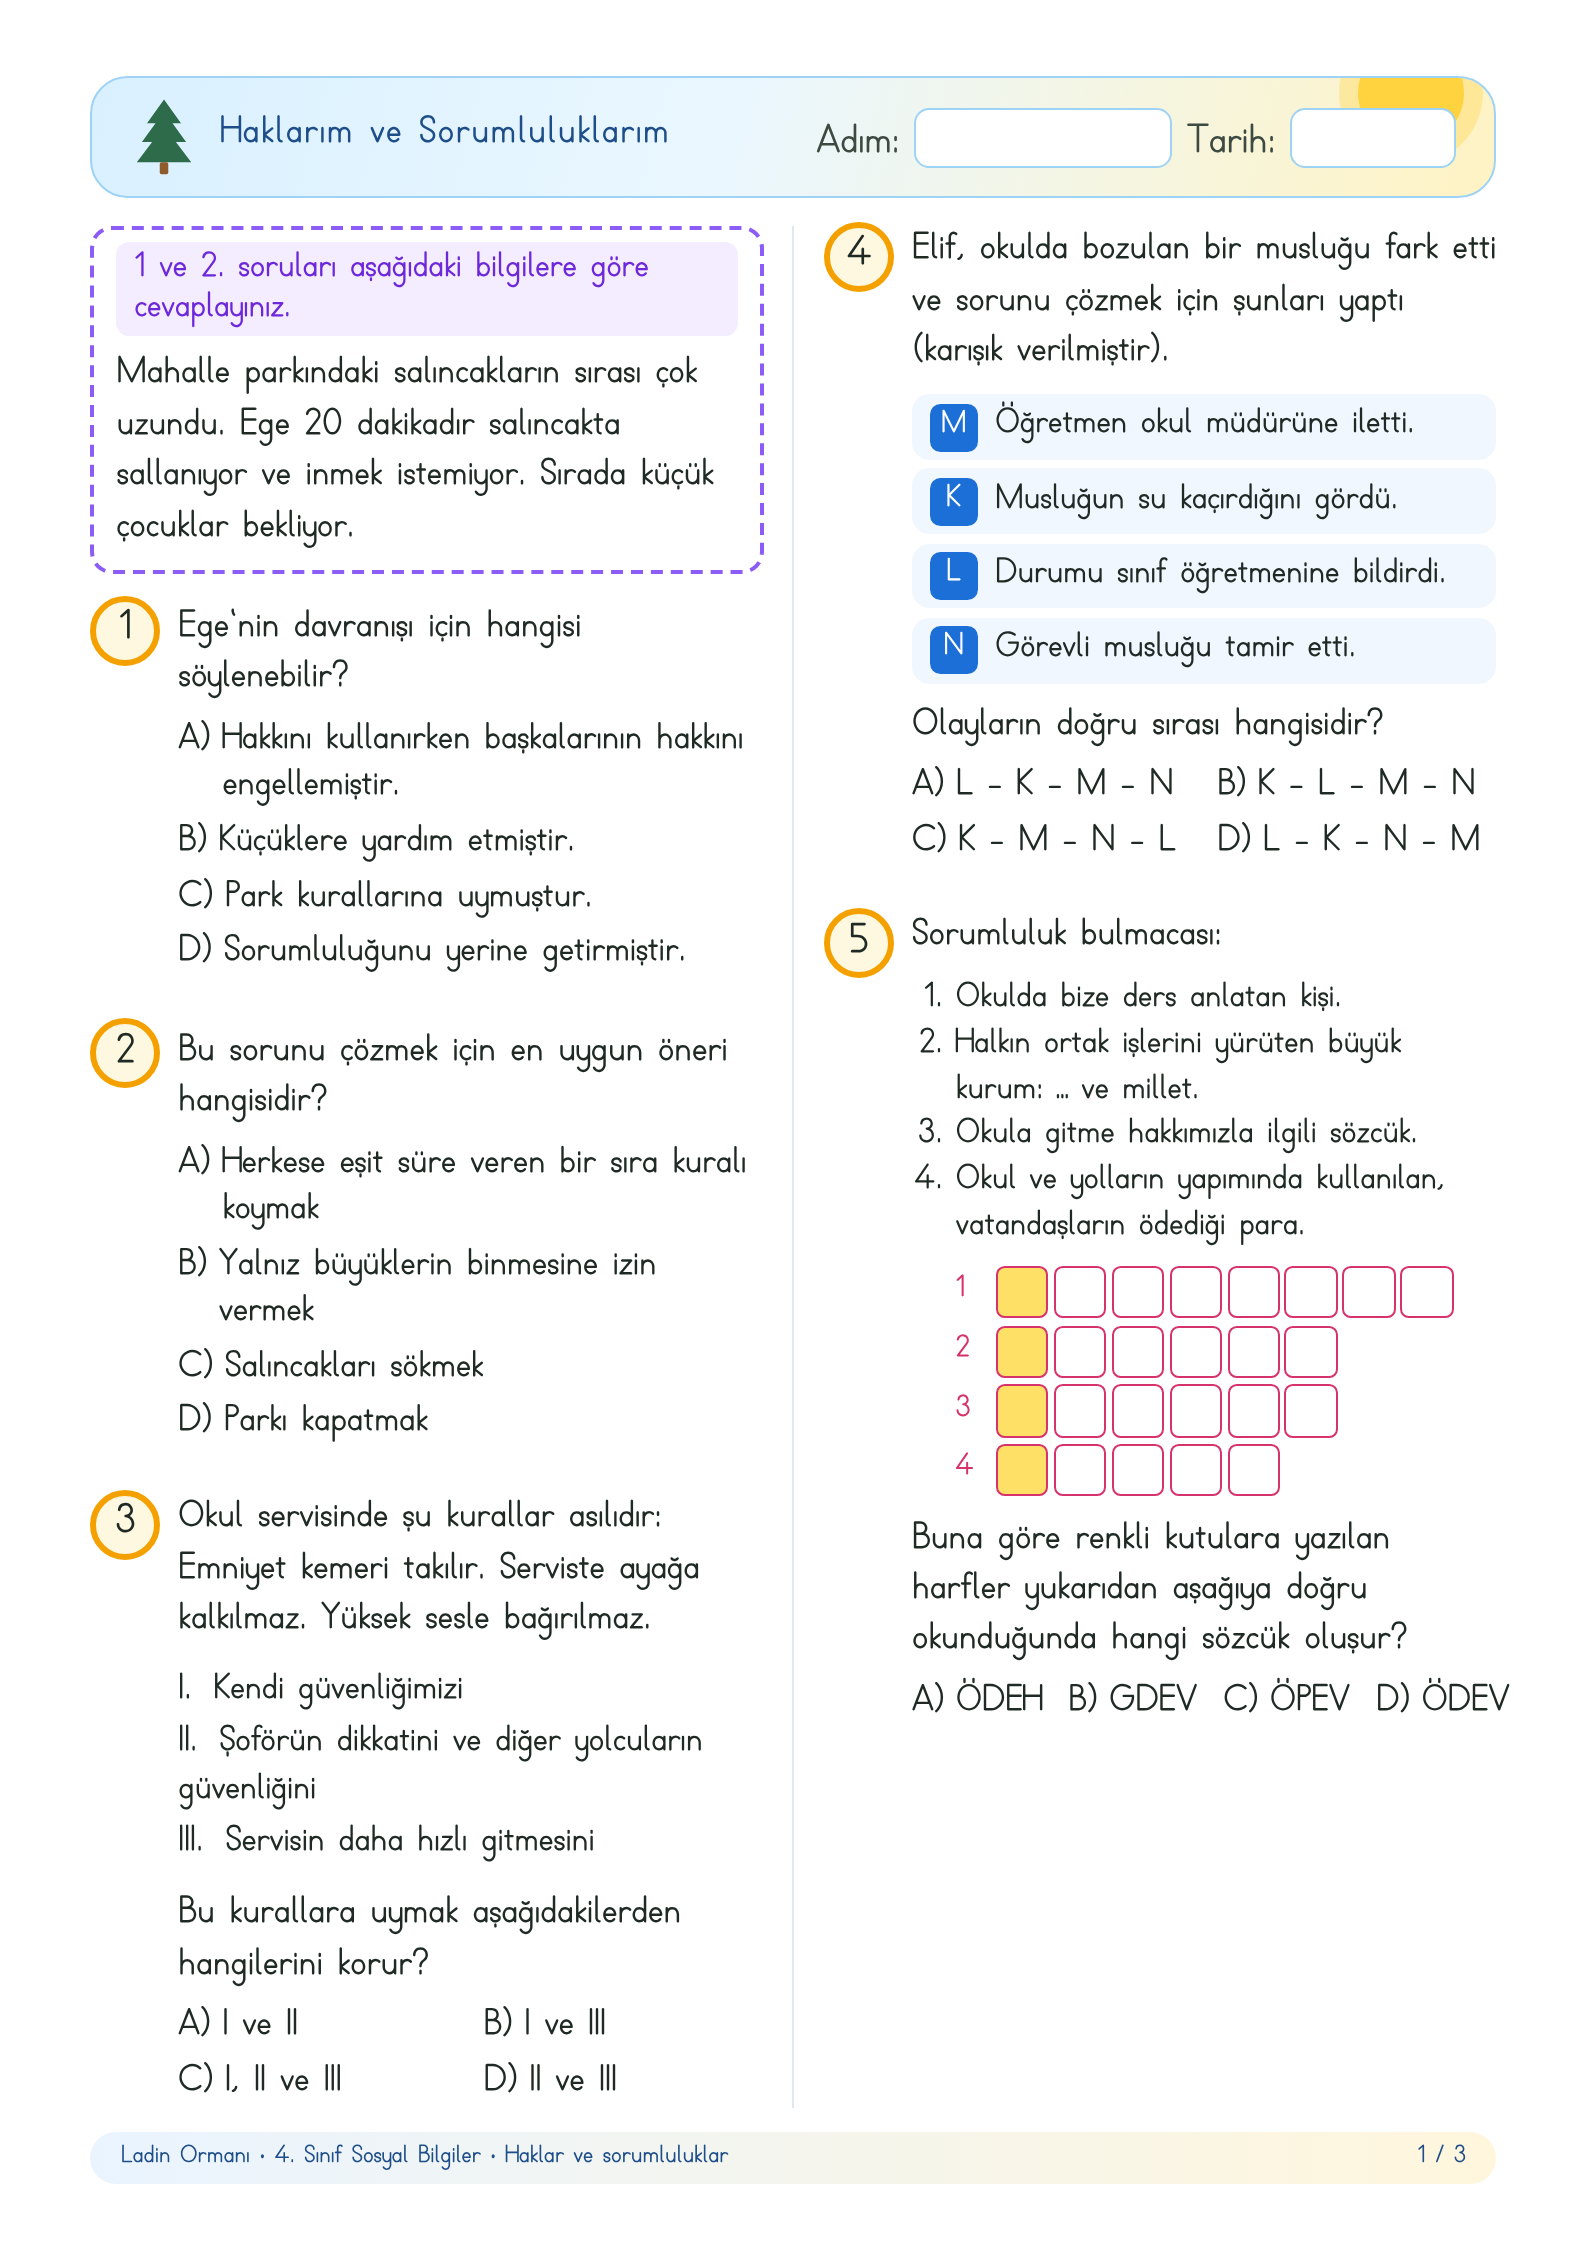 Haklarım ve Sorumluluklarım
Adım:
Tarih:
1 ve 2. soruları aşağıdaki bilgilere göre
cevaplayınız.
Mahalle parkındaki salıncakların sırası çok
uzundu. Ege 20 dakikadır salıncakta
sallanıyor ve inmek istemiyor. Sırada küçük
çocuklar bekliyor.
1
Ege‛nin davranışı için hangisi
söylenebilir?
A) Hakkını kullanırken başkalarının hakkını
engellemiştir.
B) Küçüklere yardım etmiştir.
C) Park kurallarına uymuştur.
D) Sorumluluğunu yerine getirmiştir.
2
Bu sorunu çözmek için en uygun öneri
hangisidir?
A) Herkese eşit süre veren bir sıra kuralı
koymak
B) Yalnız büyüklerin binmesine izin
vermek
C) Salıncakları sökmek
D) Parkı kapatmak
3
Okul servisinde şu kurallar asılıdır:
Emniyet kemeri takılır. Serviste ayağa
kalkılmaz. Yüksek sesle bağırılmaz.
I. Kendi güvenliğimizi
II. Şoförün dikkatini ve diğer yolcuların
güvenliğini
III. Servisin daha hızlı gitmesini
Bu kurallara uymak aşağıdakilerden
hangilerini korur?
A) I ve II B) I ve III
C) I, II ve III D) II ve III
4
Elif, okulda bozulan bir musluğu fark etti
ve sorunu çözmek için şunları yaptı
(karışık verilmiştir).
M Öğretmen okul müdürüne iletti.
K Musluğun su kaçırdığını gördü.
L Durumu sınıf öğretmenine bildirdi.
N Görevli musluğu tamir etti.
Olayların doğru sırası hangisidir?
A) L - K - M - N B) K - L - M - N
C) K - M - N - L D) L - K - N - M
5
Sorumluluk bulmacası:
1. Okulda bize ders anlatan kişi.
2. Halkın ortak işlerini yürüten büyük
kurum: … ve millet.
3. Okula gitme hakkımızla ilgili sözcük.
4. Okul ve yolların yapımında kullanılan,
vatandaşların ödediği para.
1
2
3
4
Buna göre renkli kutulara yazılan
harfler yukarıdan aşağıya doğru
okunduğunda hangi sözcük oluşur?
A) ÖDEH B) GDEV C) ÖPEV D) ÖDEV
Ladin Ormanı • 4. Sınıf Sosyal Bilgiler • Haklar ve sorumluluklar
1 / 3